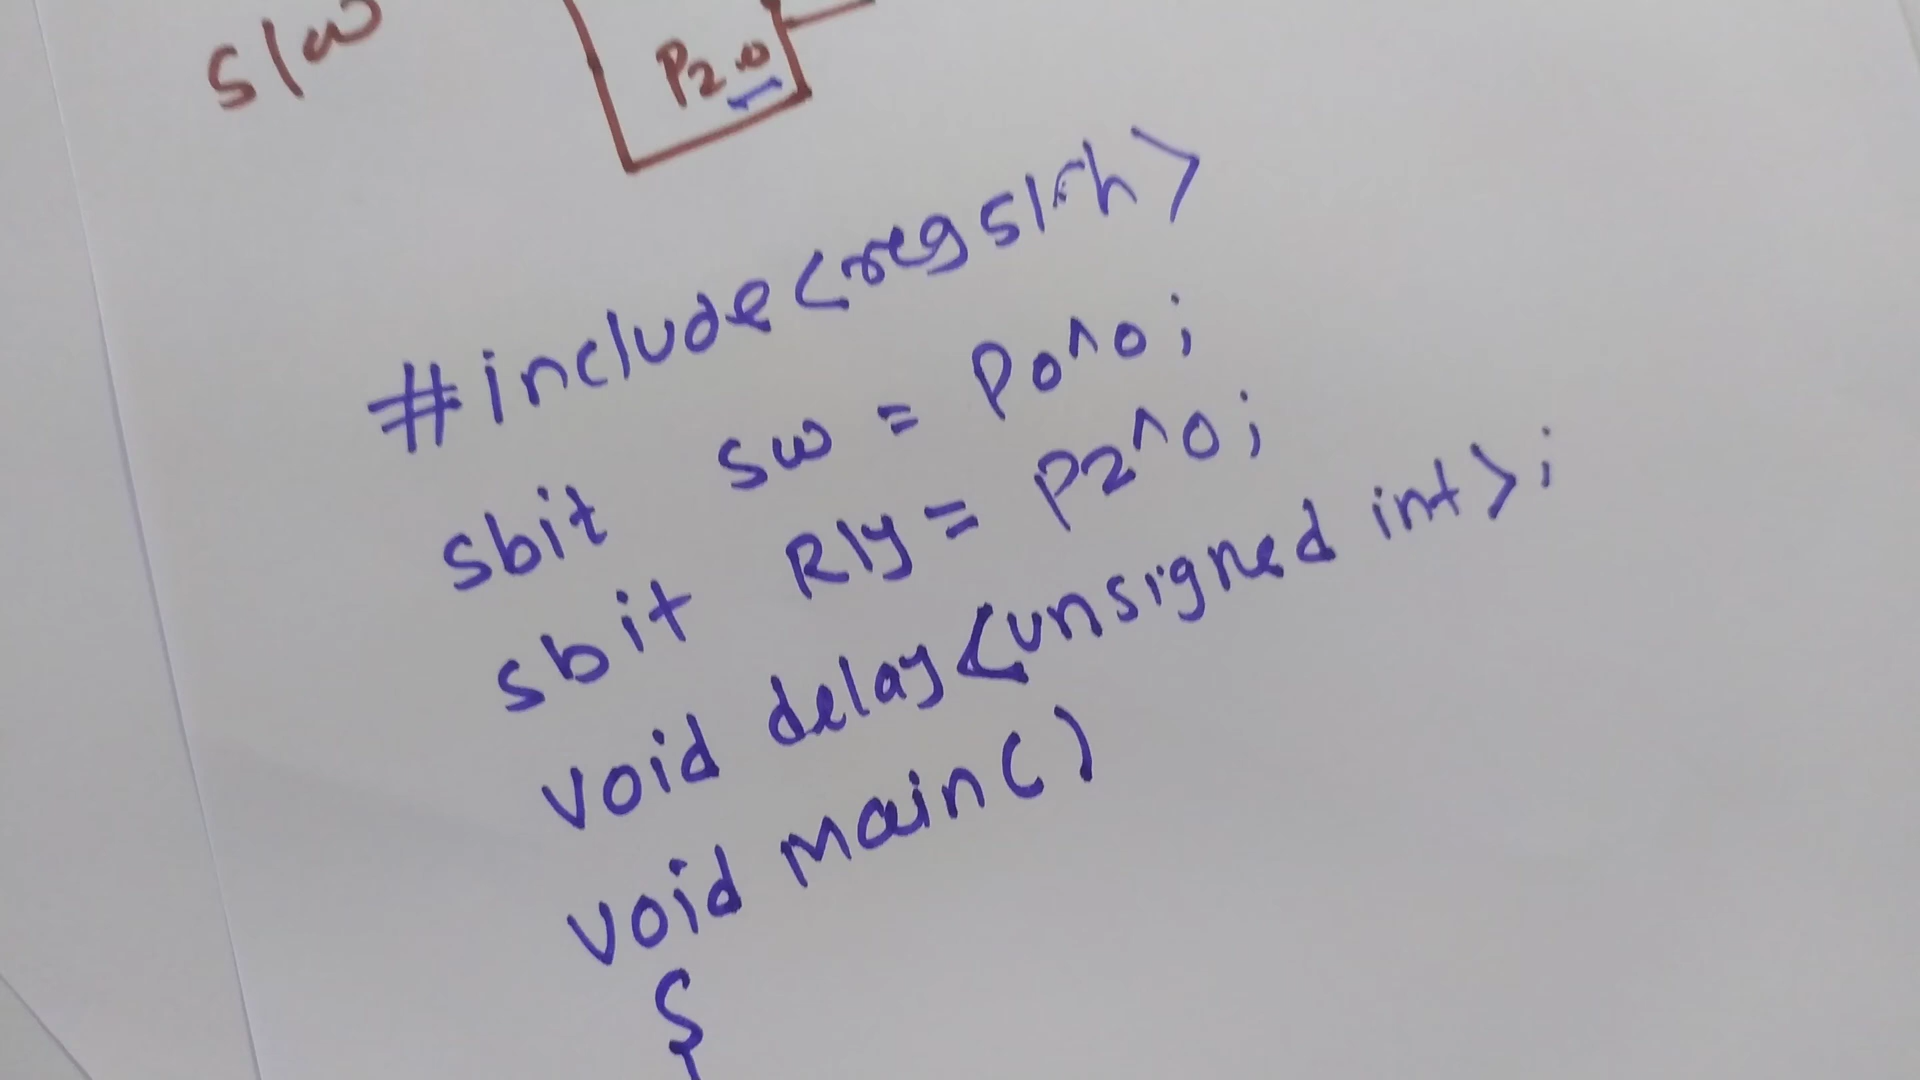 S/W
P2.0
#include<reg51.h>
sbit sw = P0^0;
sbit Rly = P2^0;
void delay<unsigned int>;
void main()
{